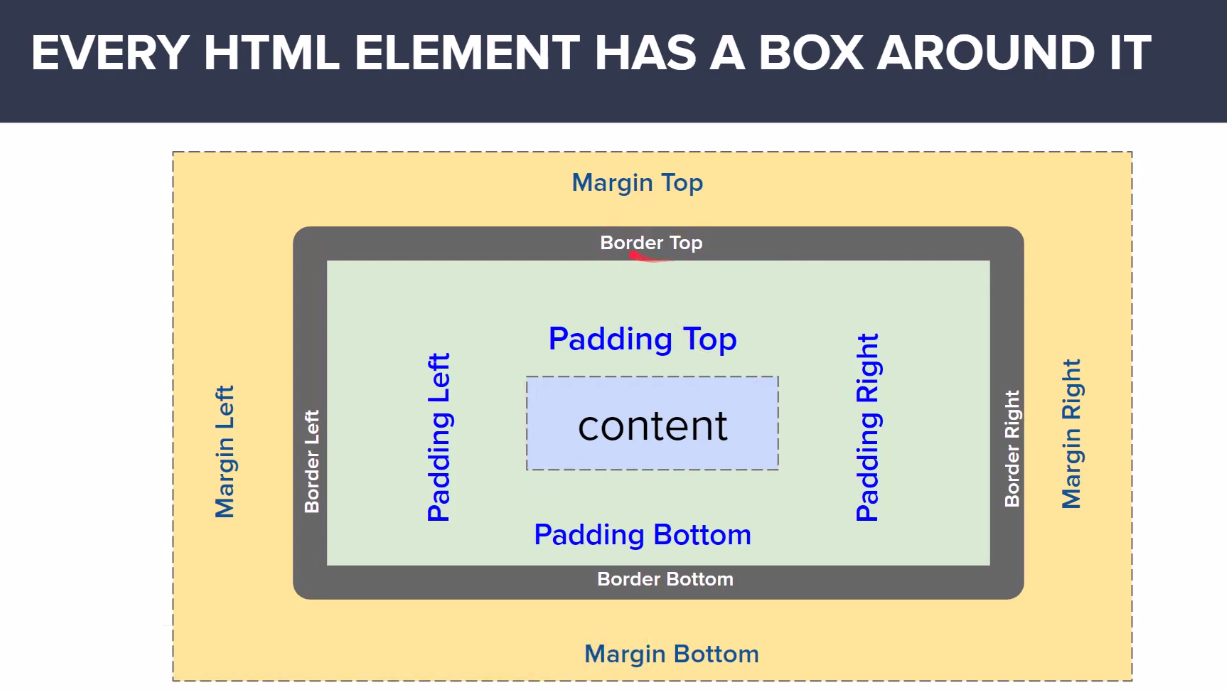 EVERY HTML ELEMENT HAS A BOX AROUND IT
Margin Top
Border Top
Padding Top
Margin Left
Border Left
Padding Left
content
Padding Right
Border Right
Margin Right
Padding Bottom
Border Bottom
Margin Bottom